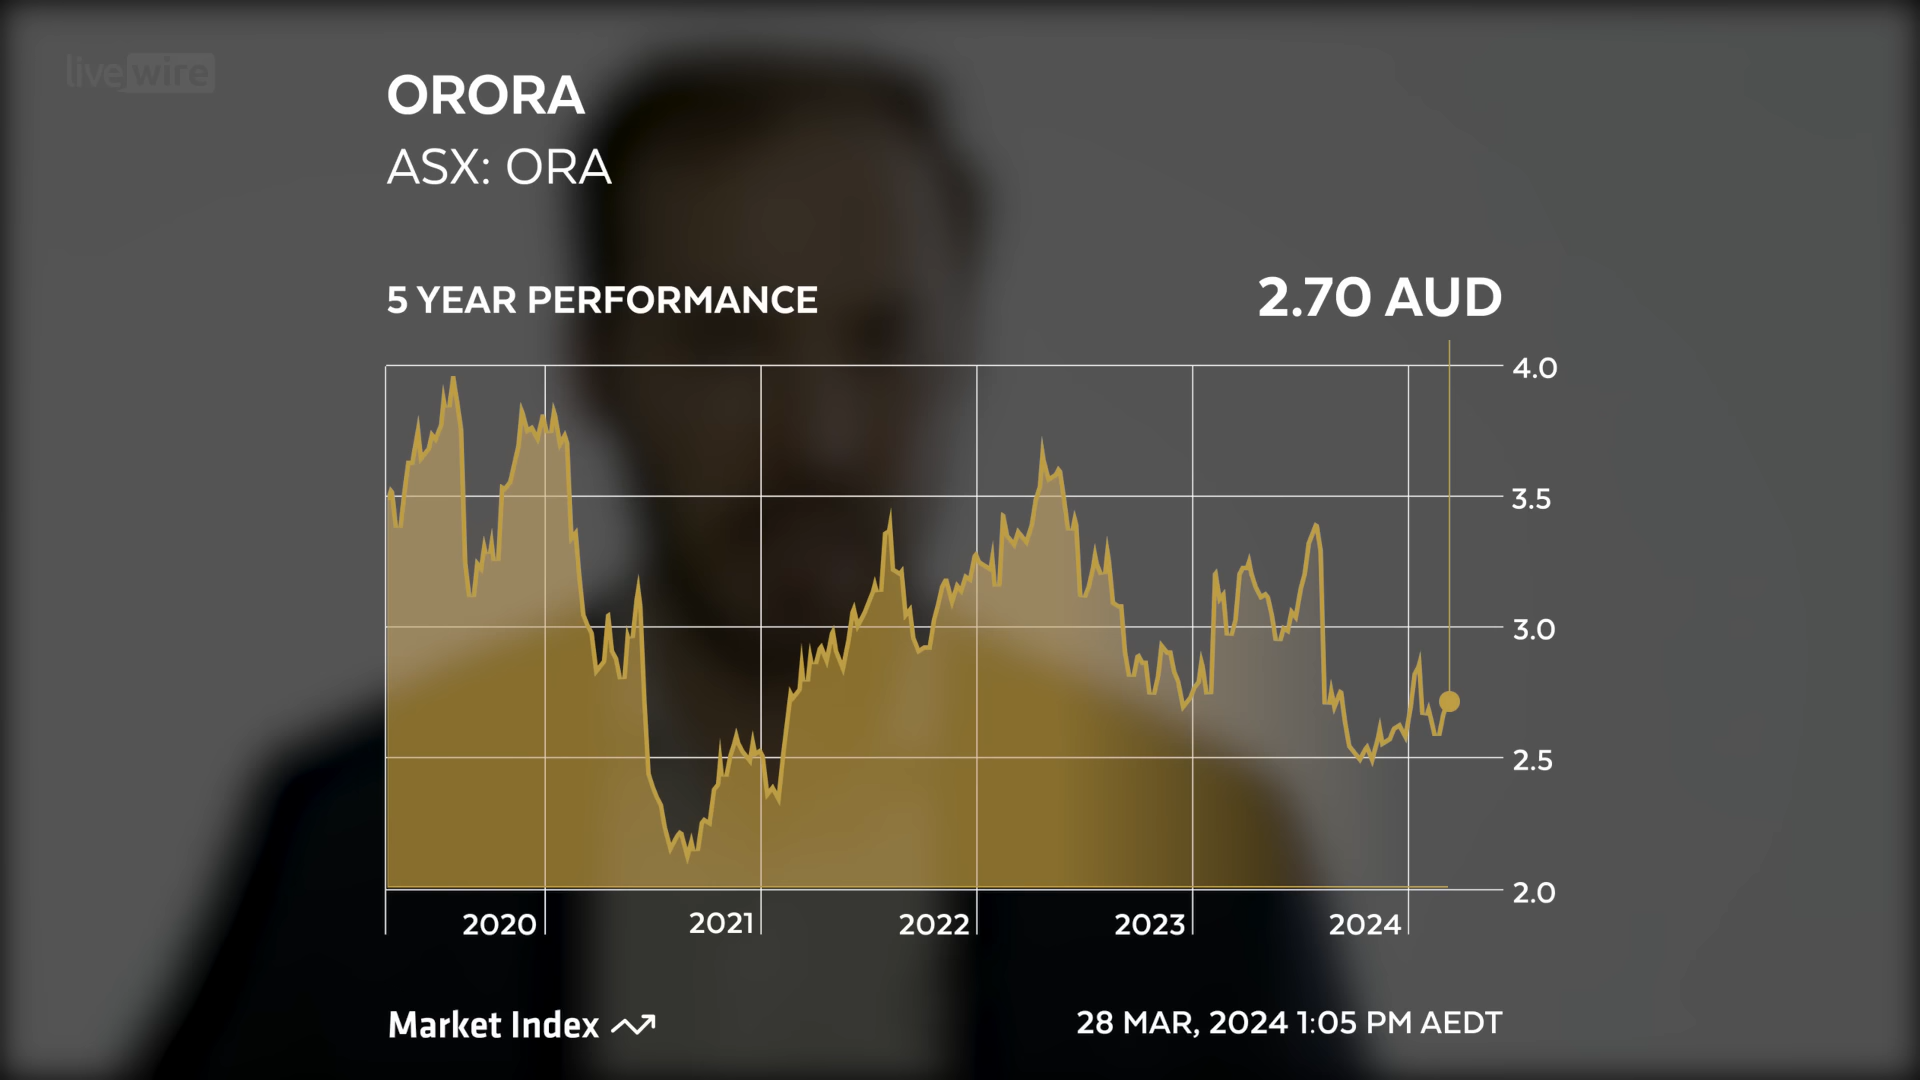 livewire
ORORA
ASX: ORA
5 YEAR PERFORMANCE
2.70 AUD
4.0
3.5
3.0
2.5
2.0
2020 2021 2022 2023 2024
Market Index
28 MAR, 2024 1:05 PM AEDT